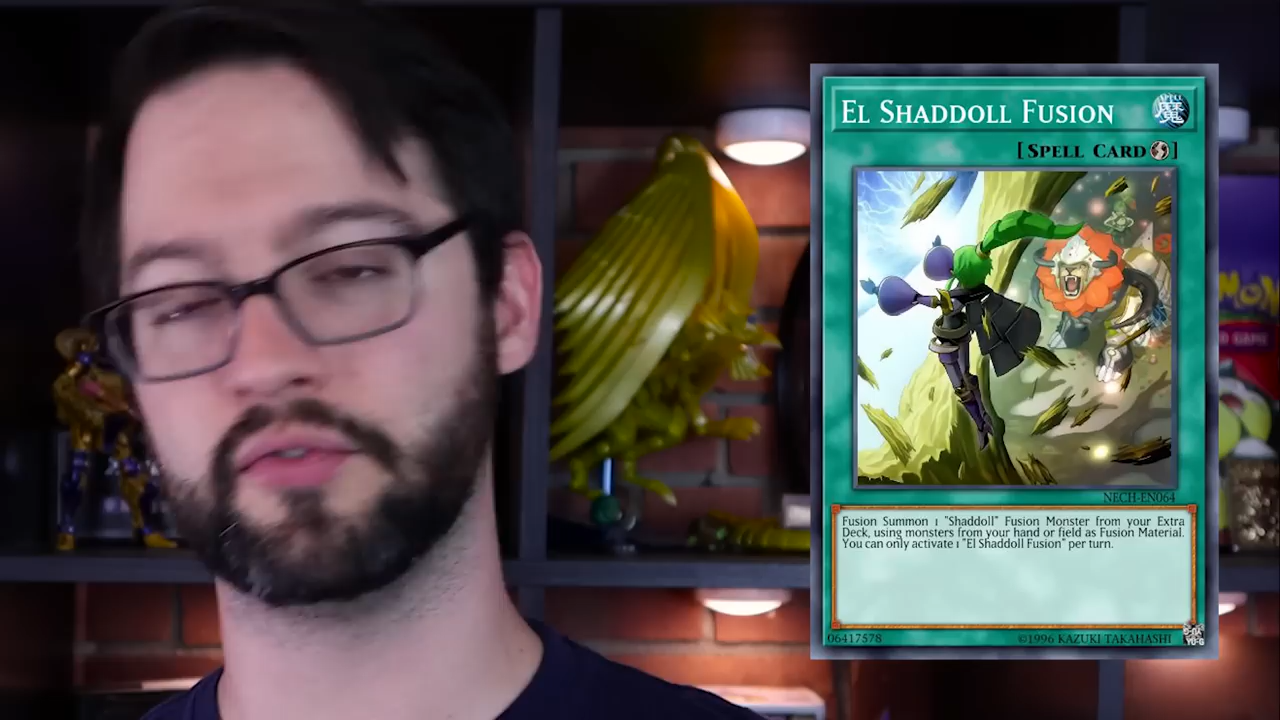 El Shaddoll Fusion 魔
[Spell Card]
NECH-EN064
Fusion Summon 1 "Shaddoll" Fusion Monster from your Extra
Deck, using monsters from your hand or field as Fusion Material.
You can only activate 1 "El Shaddoll Fusion" per turn.
06417578
©1996 KAZUKI TAKAHASHI